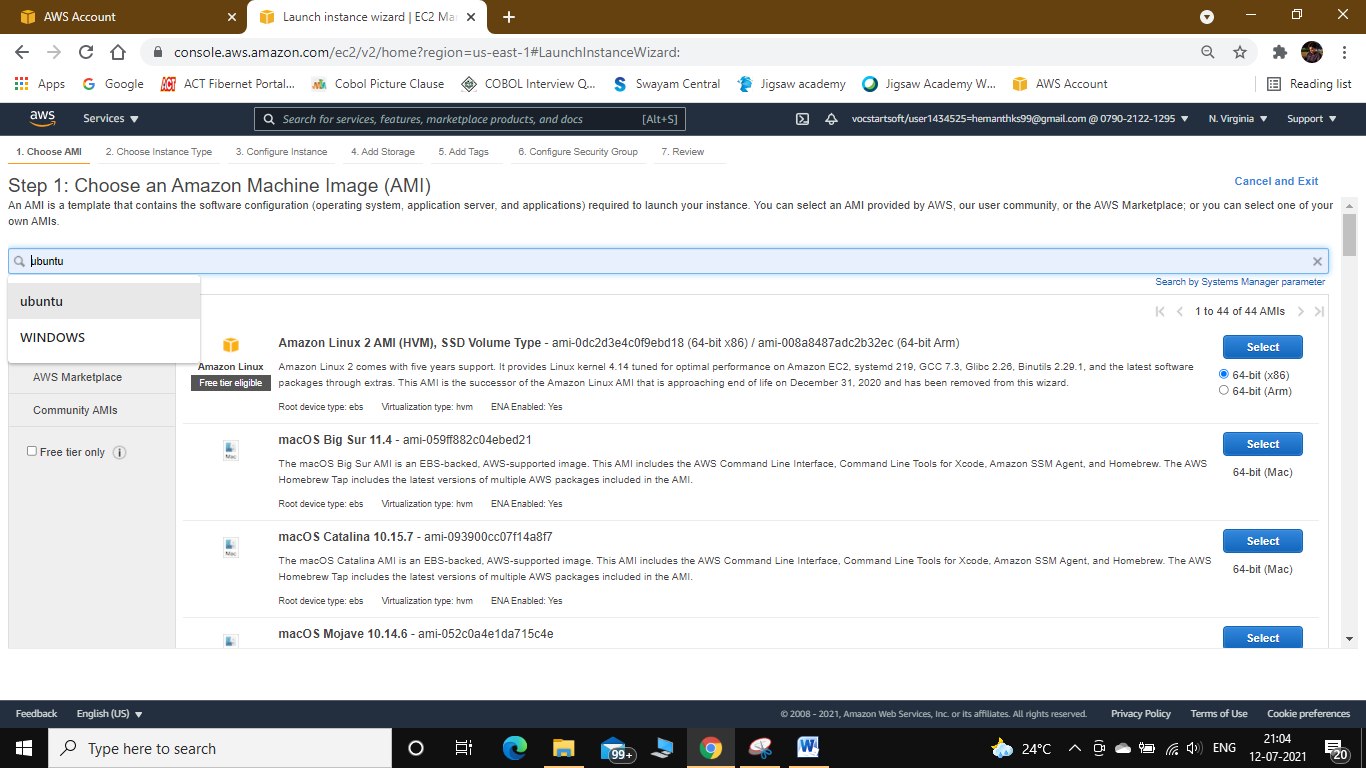 AWS Account
Launch instance wizard | EC2 Ma
console.aws.amazon.com/ec2/v2/home?region=us-east-1#LaunchInstanceWizard:
Apps
Google
ACT Fibernet Portal...
Cobol Picture Clause
COBOL Interview Q...
Swayam Central
Jigsaw academy
Jigsaw Academy W...
AWS Account
Reading list
aws
Services
Search for services, features, marketplace products, and docs
[Alt+S]
vocstartsoft/user1434525=hemanthks99@gmail.com @ 0790-2122-1295
N. Virginia
Support
1. Choose AMI
2. Choose Instance Type
3. Configure Instance
4. Add Storage
5. Add Tags
6. Configure Security Group
7. Review
Step 1: Choose an Amazon Machine Image (AMI)
Cancel and Exit
An AMI is a template that contains the software configuration (operating system, application server, and applications) required to launch your instance. You can select an AMI provided by AWS, our user community, or the AWS Marketplace; or you can select one of your
own AMIs.
ubuntu
Search by Systems Manager parameter
ubuntu
WINDOWS
AWS Marketplace
Community AMIs
Free tier only
1 to 44 of 44 AMIs
Amazon Linux
Free tier eligible
Amazon Linux 2 AMI (HVM), SSD Volume Type - ami-0dc2d3e4c0f9ebd18 (64-bit x86) / ami-008a8487adc2b32ec (64-bit Arm)
Amazon Linux 2 comes with five years support. It provides Linux kernel 4.14 tuned for optimal performance on Amazon EC2, systemd 219, GCC 7.3, Glibc 2.26, Binutils 2.29.1, and the latest software
packages through extras. This AMI is the successor of the Amazon Linux AMI that is approaching end of life on December 31, 2020 and has been removed from this wizard.
Root device type: ebs
Virtualization type: hvm
ENA Enabled: Yes
Select
64-bit (x86)
64-bit (Arm)
Mac
macOS Big Sur 11.4 - ami-059ff882c04ebed21
The macOS Big Sur AMI is an EBS-backed, AWS-supported image. This AMI includes the AWS Command Line Interface, Command Line Tools for Xcode, Amazon SSM Agent, and Homebrew. The AWS
Homebrew Tap includes the latest versions of multiple AWS packages included in the AMI.
Root device type: ebs
Virtualization type: hvm
ENA Enabled: Yes
Select
64-bit (Mac)
Mac
macOS Catalina 10.15.7 - ami-093900cc07f14a8f7
The macOS Catalina AMI is an EBS-backed, AWS-supported image. This AMI includes the AWS Command Line Interface, Command Line Tools for Xcode, Amazon SSM Agent, and Homebrew. The AWS
Homebrew Tap includes the latest versions of multiple AWS packages included in the AMI.
Root device type: ebs
Virtualization type: hvm
ENA Enabled: Yes
Select
64-bit (Mac)
macOS Mojave 10.14.6 - ami-052c0a4e1da715c4e
Select
Feedback
English (US)
© 2008 - 2021, Amazon Web Services, Inc. or its affiliates. All rights reserved.
Privacy Policy
Terms of Use
Cookie preferences
Type here to search
99+
24°C
ENG
21:04
12-07-2021
20